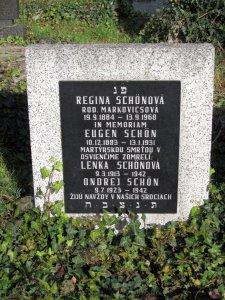 פ נ
REGINA SCHÖNOVÁ
ROD. MARKOVICSOVÁ
19.9.1884 - 13.9.1968
IN MEMORIAM
EUGEN SCHÖN
10.12.1883 - 13.1.1931
MARTÝRSKOU SMRŤOU V
OSVIENČIME ZOMRELI:
LENKA SCHÖNOVÁ
9.3.1913 - 1942
ONDREJ SCHÖN
9.7.1923 - 1942
ŽIJÚ NAVŽDY V NAŠICH SRDCIACH
ת נ צ ב ה